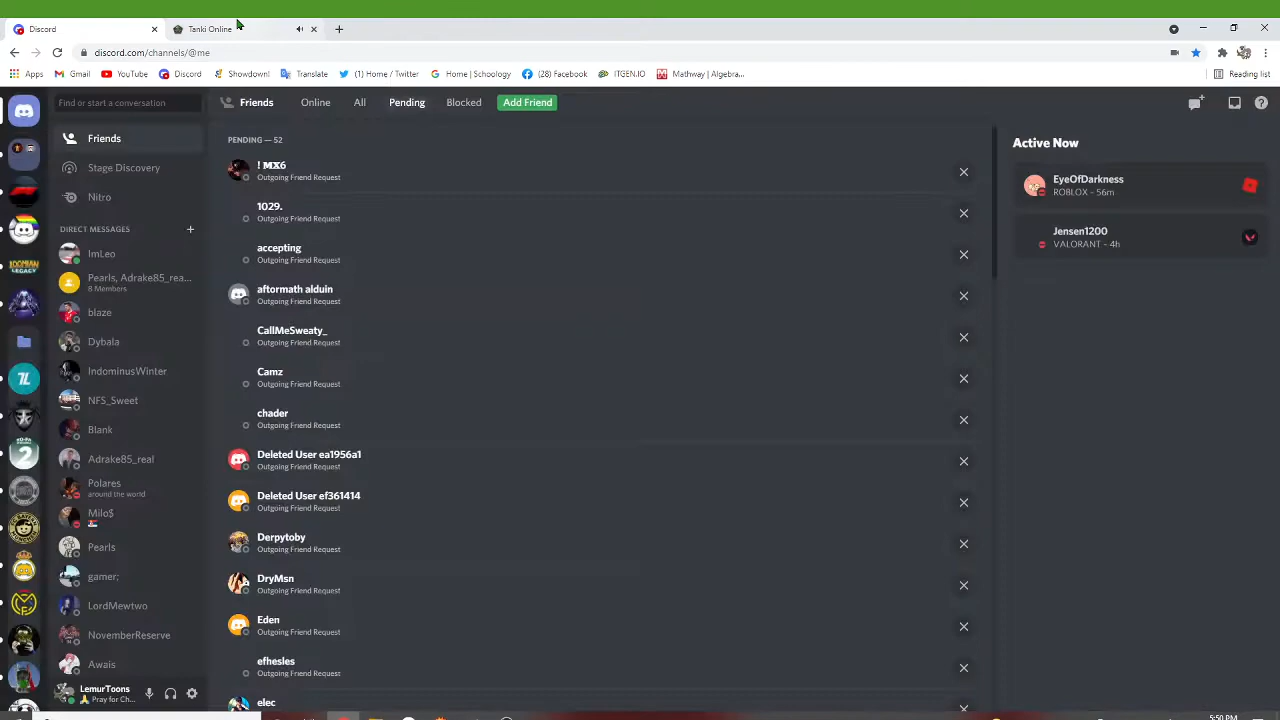 Discord
Tanki Online
discord.com/channels/@me
Apps
Gmail
YouTube
Discord
Showdown!
Translate
(1) Home / Twitter
Home | Schoology
(28) Facebook
ITGEN.IO
Mathway | Algebra...
Reading list
Find or start a conversation
Friends
Online
All
Pending
Blocked
Add Friend
Friends
Stage Discovery
Nitro
DIRECT MESSAGES
ImLeo
Pearls, Adrake85_rea...
8 Members
blaze
Dybala
IndominusWinter
NFS_Sweet
Blank
Adrake85_real
Polares
around the world
Milo$
Pearls
gamer;
LordMewtwo
NovemberReserve
Awais
LemurToons
🙏 Pray for Ch...
PENDING — 52
! MX6
Outgoing Friend Request
1029.
Outgoing Friend Request
accepting
Outgoing Friend Request
aftormath alduin
Outgoing Friend Request
CallMeSweaty_
Outgoing Friend Request
Camz
Outgoing Friend Request
chader
Outgoing Friend Request
Deleted User ea1956a1
Outgoing Friend Request
Deleted User ef361414
Outgoing Friend Request
Derpytoby
Outgoing Friend Request
DryMsn
Outgoing Friend Request
Eden
Outgoing Friend Request
efhesles
Outgoing Friend Request
elec
Active Now
EyeOfDarkness
ROBLOX – 56m
Jensen1200
VALORANT – 4h
5:50 PM